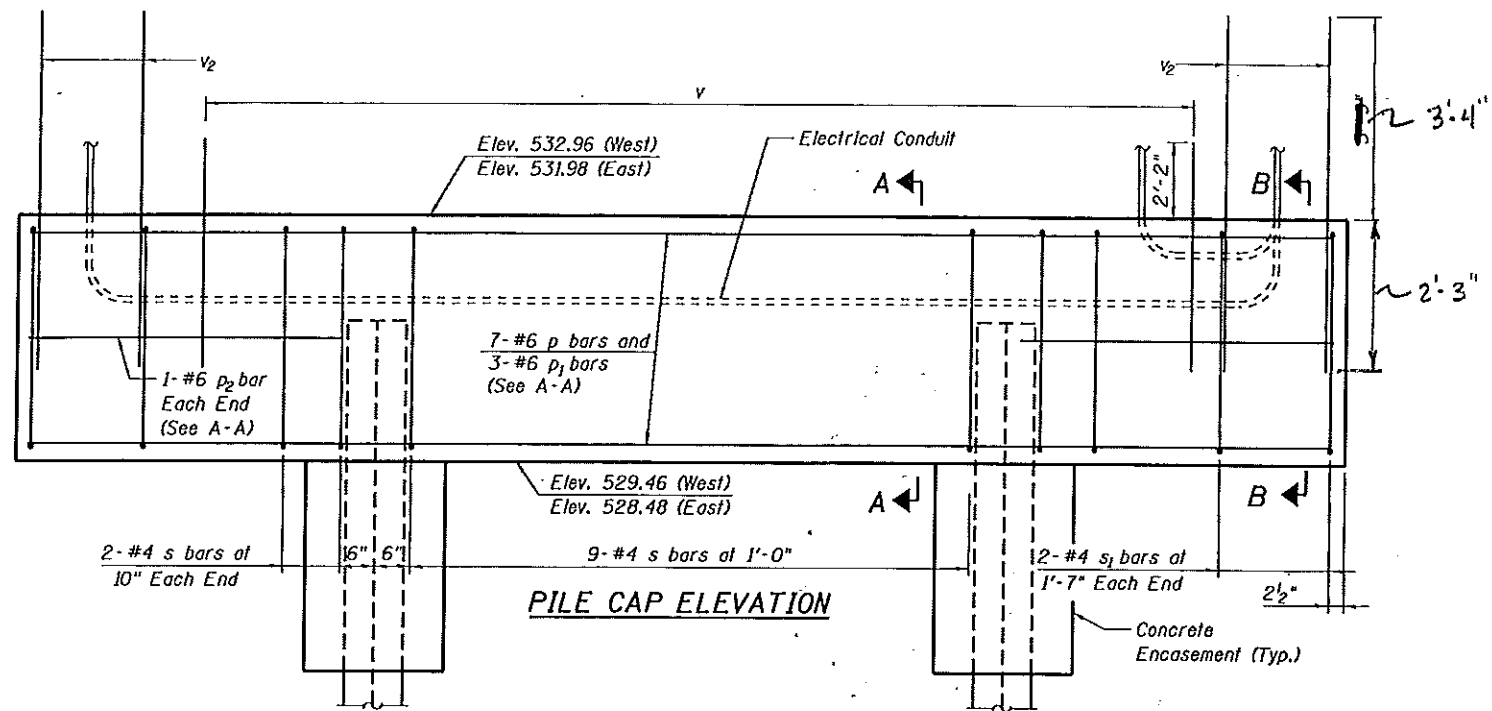 v2
v
v2
3'-4"
Elev. 532.96 (West)
Elev. 531.98 (East)
Electrical Conduit
A
2'-2"
B
2'-3"
7-#6 p bars and
3-#6 p1 bars
(See A-A)
1-#6 p2 bar
Each End
(See A-A)
Elev. 529.46 (West)
Elev. 528.48 (East)
A
B
2-#4 s bars at
10" Each End
6"
6"
9-#4 s bars at 1'-0"
2-#4 s1 bars at
1'-7" Each End
2½"
PILE CAP ELEVATION
Concrete
Encasement (Typ.)